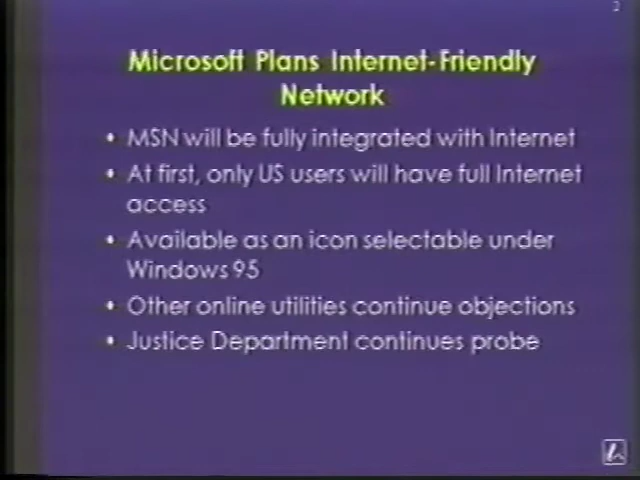 2
Microsoft Plans Internet-Friendly
Network
• MSN will be fully integrated with Internet
• At first, only US users will have full Internet
access
• Available as an icon selectable under
Windows 95
• Other online utilities continue objections
• Justice Department continues probe